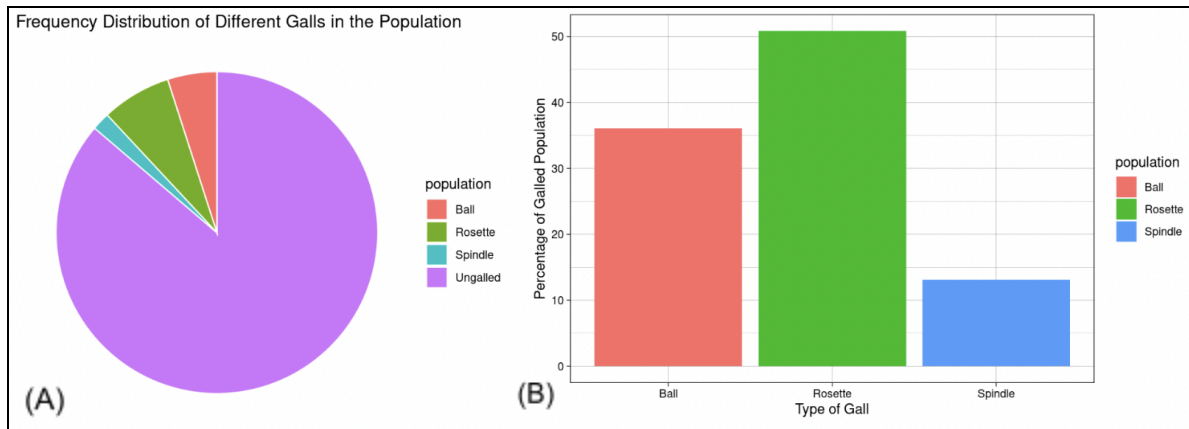 Frequency Distribution of Different Galls in the Population
population
Ball
Rosette
Spindle
Ungalled
(A)
Percentage of Galled Population
50
40
30
20
10
0
Ball
Rosette
Spindle
Type of Gall
population
Ball
Rosette
Spindle
(B)